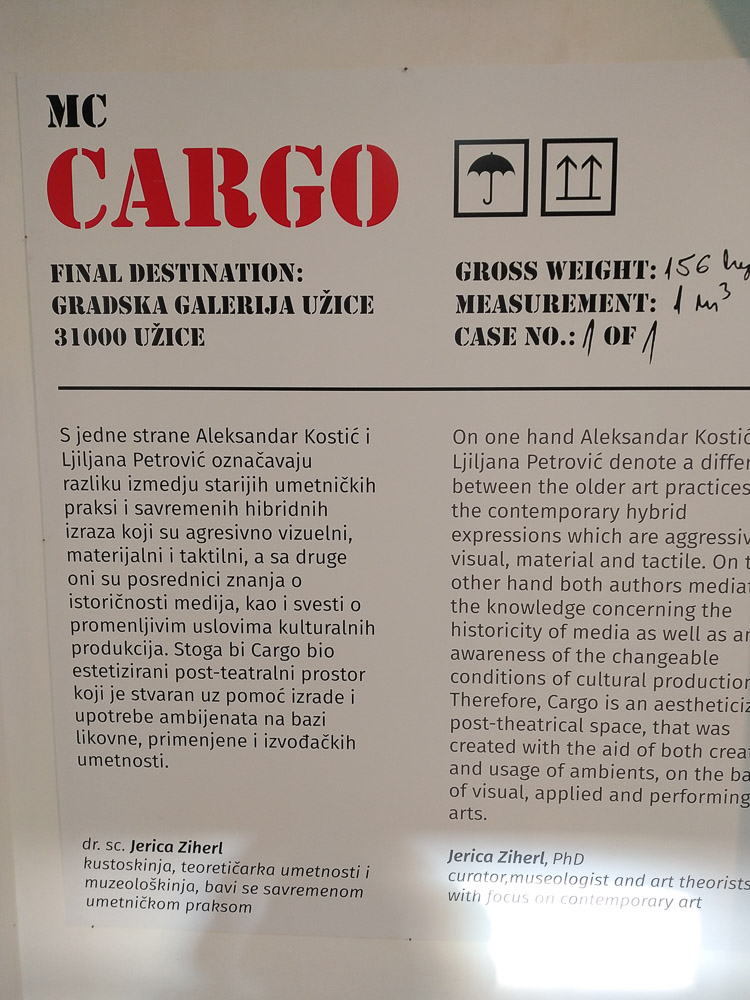 MC
CARGO
FINAL DESTINATION:
GRADSKA GALERIJA UŽICE
31000 UŽICE
GROSS WEIGHT: 156 kg
MEASUREMENT: 1 m³
CASE NO.: 1 OF 1
S jedne strane Aleksandar Kostić i
Ljiljana Petrović označavaju
razliku izmedju starijih umetničkih
praksi i savremenih hibridnih
izraza koji su agresivno vizuelni,
materijalni i taktilni, a sa druge
oni su posrednici znanja o
istoričnosti medija, kao i svesti o
promenljivim uslovima kulturalnih
produkcija. Stoga bi Cargo bio
estetizirani post-teatralni prostor
koji je stvaran uz pomoć izrade i
upotrebe ambijenata na bazi
likovne, primenjene i izvođačkih
umetnosti.
dr. sc. Jerica Ziherl
kustoskinja, teoretičarka umetnosti i
muzeološkinja, bavi se savremenom
umetničkom praksom
On one hand Aleksandar Kostić
Ljiljana Petrović denote a
between the older art practices
the contemporary hybrid
expressions which are
visual, material and tactile. On
other hand both authors
the knowledge concerning the
historicity of media as well as
awareness of the changeable
conditions of cultural production
Therefore, Cargo is an
post-theatrical space, that was
created with the aid of both
and usage of ambients, on the
of visual, applied and performing
arts.
Jerica Ziherl, PhD
curator,museologist and art theorists
with focus on contemporary art